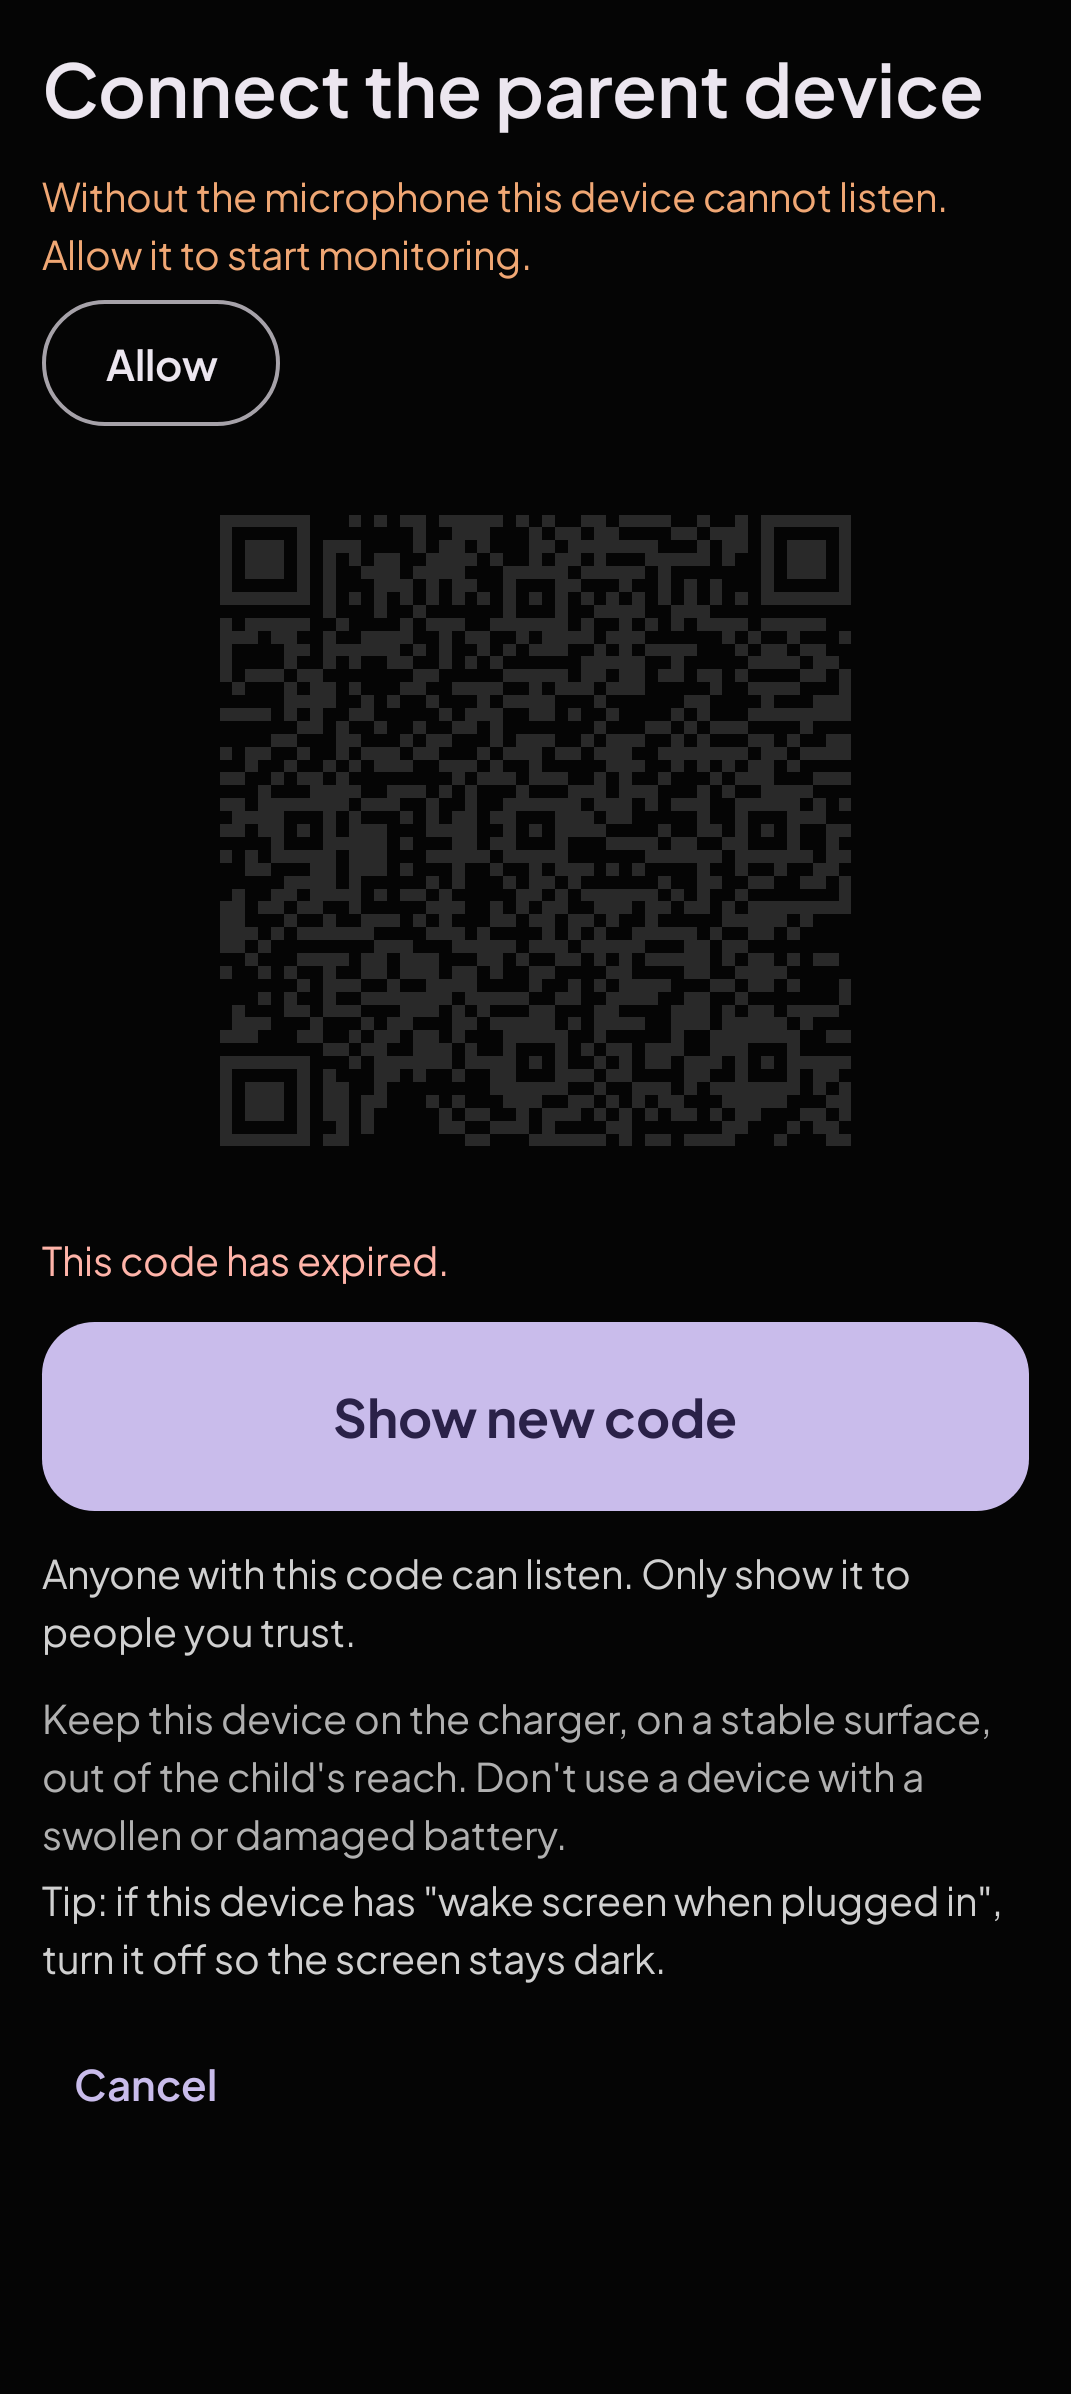 Connect the parent device
Without the microphone this device cannot listen.
Allow it to start monitoring.
Allow
This code has expired.
Show new code
Anyone with this code can listen. Only show it to
people you trust.
Keep this device on the charger, on a stable surface,
out of the child's reach. Don't use a device with a
swollen or damaged battery.
Tip: if this device has "wake screen when plugged in",
turn it off so the screen stays dark.
Cancel